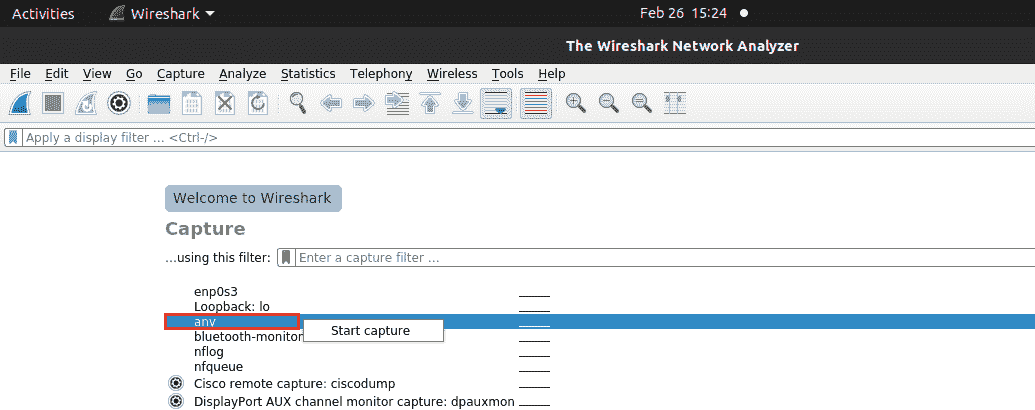 Activities Wireshark Feb 26 15:24
The Wireshark Network Analyzer
File Edit View Go Capture Analyze Statistics Telephony Wireless Tools Help
Apply a display filter ... <Ctrl-/>
Welcome to Wireshark
Capture
...using this filter: Enter a capture filter ...
enp0s3
Loopback: lo
any
Start capture
bluetooth-monitor
nflog
nfqueue
Cisco remote capture: ciscodump
DisplayPort AUX channel monitor capture: dpauxmon